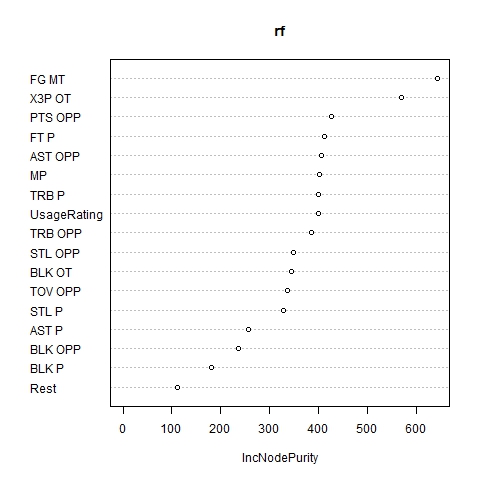 rf
FG MT
X3P OT
PTS OPP
FT P
AST OPP
MP
TRB P
UsageRating
TRB OPP
STL OPP
BLK OT
TOV OPP
STL P
AST P
BLK OPP
BLK P
Rest
0 100 200 300 400 500 600
IncNodePurity